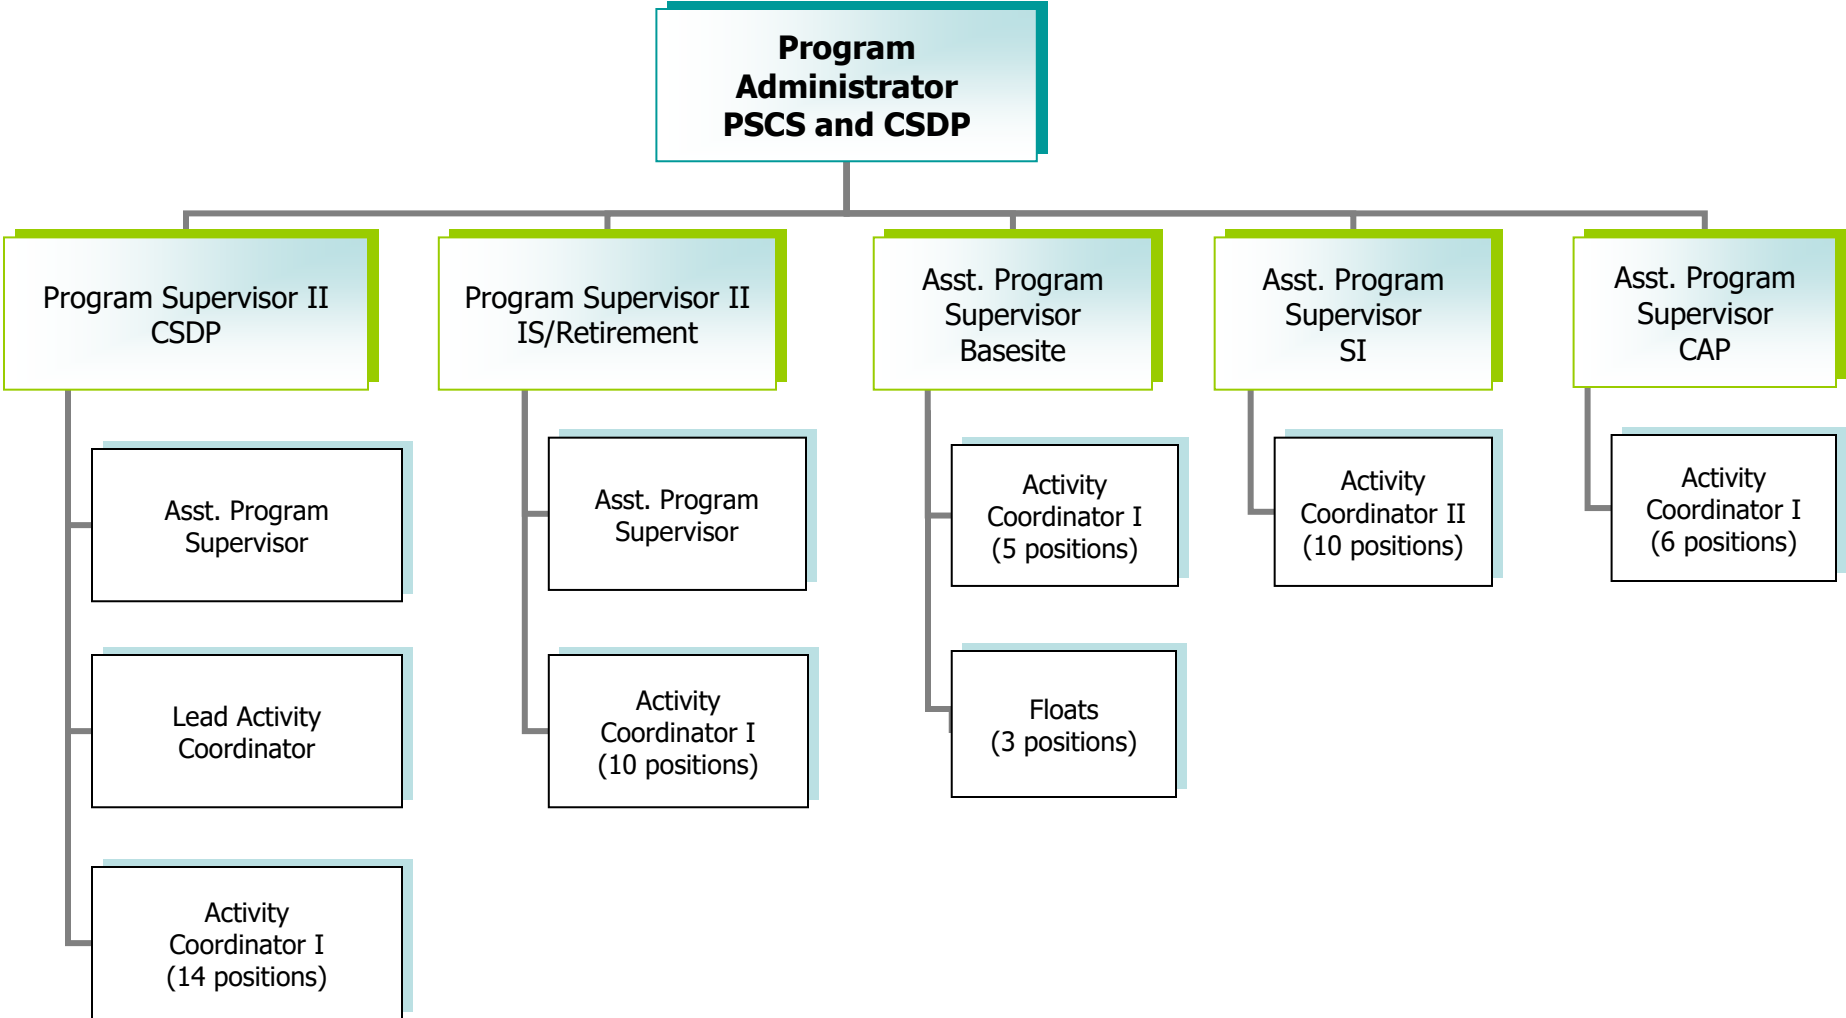 Program
Administrator
PSCS and CSDP
Program Supervisor II
CSDP
Program Supervisor II
IS/Retirement
Asst. Program
Supervisor
Basesite
Asst. Program
Supervisor
SI
Asst. Program
Supervisor
CAP
Asst. Program
Supervisor
Lead Activity
Coordinator
Activity
Coordinator I
(14 positions)
Asst. Program
Supervisor
Activity
Coordinator I
(10 positions)
Activity
Coordinator I
(5 positions)
Floats
(3 positions)
Activity
Coordinator II
(10 positions)
Activity
Coordinator I
(6 positions)